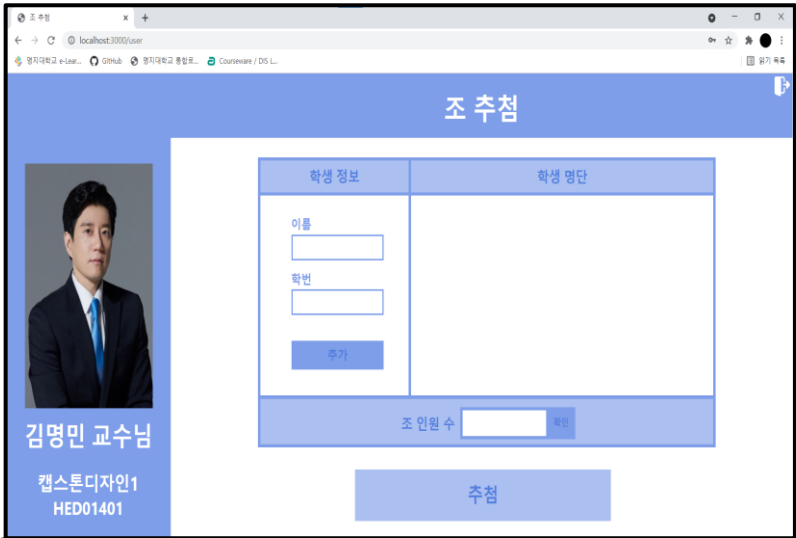 조 추첨
localhost:3000/user
명지대학교 e-Lear... GitHub 명지대학교 통합로... Courseware / DIS L... 읽기 목록
조 추첨
학생 정보 학생 명단
이름
학번
추가
조 인원 수 확인
추첨
김명민 교수님
캡스톤디자인1
HED01401